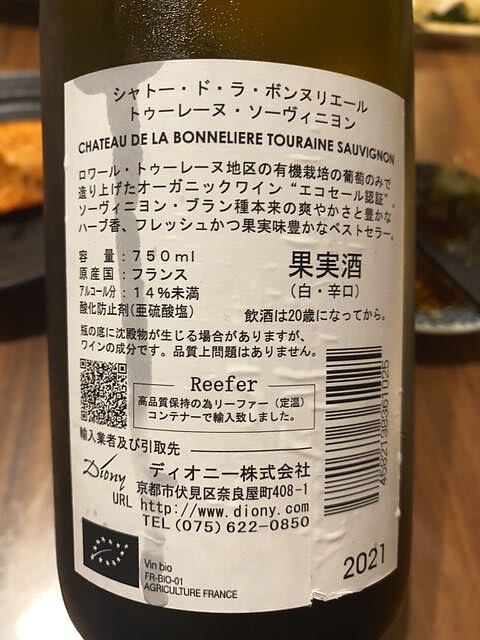 シャトー・ド・ラ・ボンヌリエール
トゥーレーヌ・ソーヴィニヨン
CHATEAU DE LA BONNELIERE TOURAINE SAUVIGNON
ロワール・トゥーレーヌ地区の有機栽培の葡萄のみで
造り上げたオーガニックワイン“エコセール認証”。
ソーヴィニヨン・ブラン種本来の爽やかさと豊かな
ハーブ香、フレッシュかつ果実味豊かなベストセラー。
容 量：750ml
原産国：フランス
アルコール分：14%未満
酸化防止剤(亜硫酸塩)
果実酒
（白・辛口）
飲酒は20歳になってから。
瓶の底に沈殿物が生じる場合がありますが、
ワインの成分です。品質上問題はありません。
Reefer
高品質保持の為リーファー（定温）
コンテナーで輸入致しました。
輸入業者及び引取先
Diony
ディオニー株式会社
京都市伏見区奈良屋町408-1
URL http://www.diony.com
TEL (075) 622-0850
4582138361025
Vin bio
FR-BIO-01
AGRICULTURE FRANCE
2021